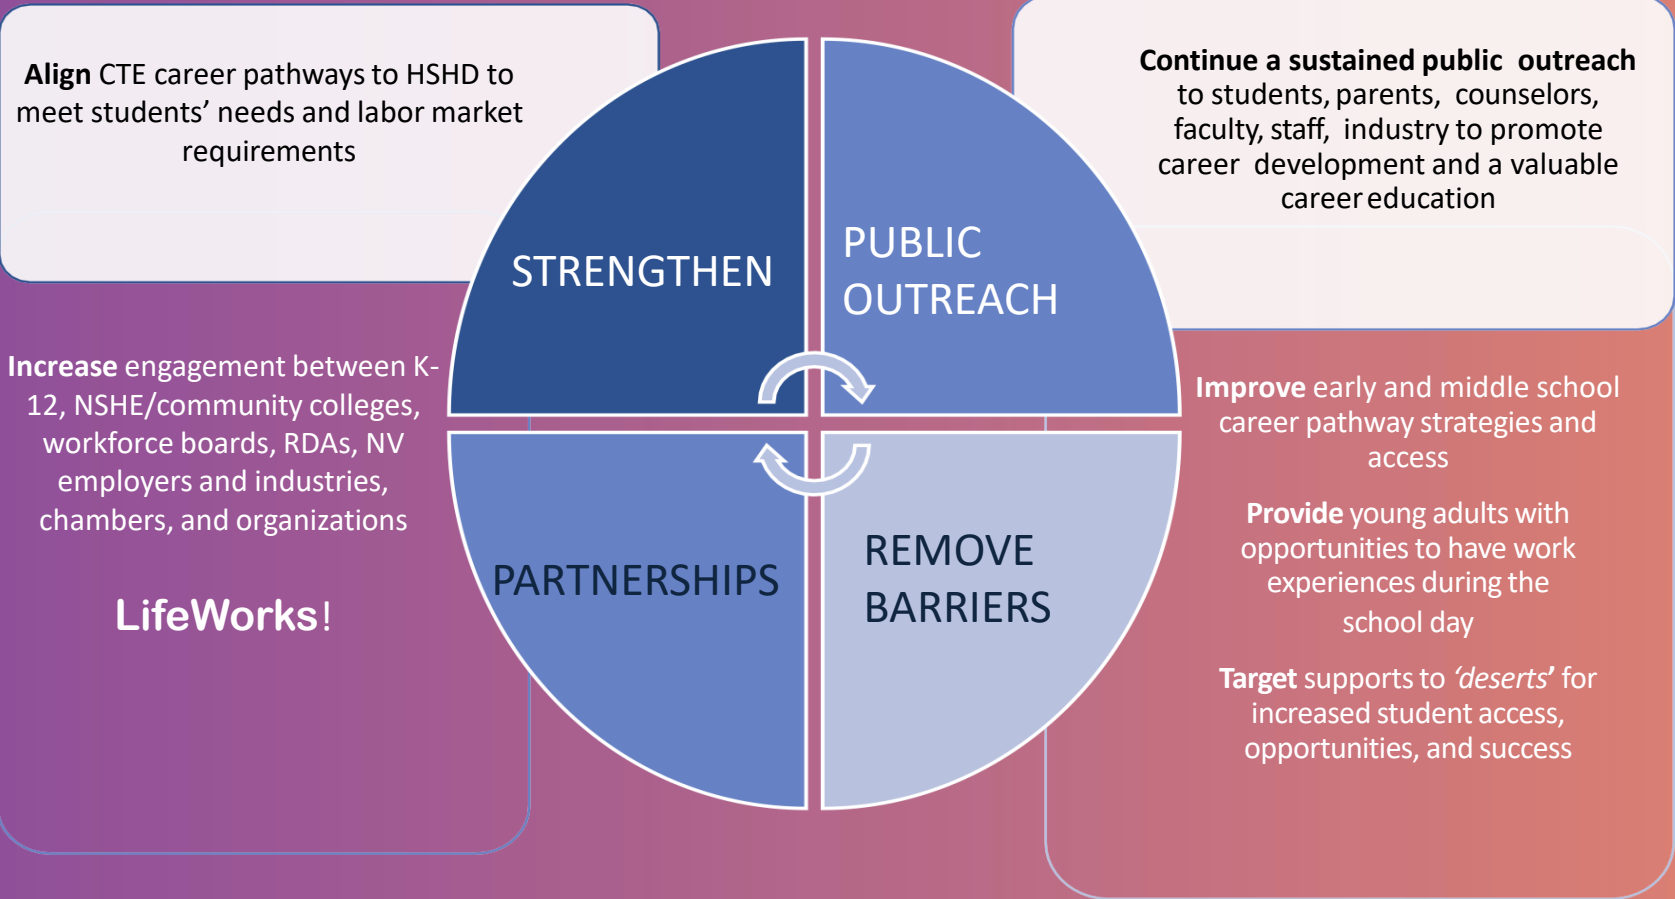 Align CTE career pathways to HSHD to
meet students’ needs and labor market
requirements
Continue a sustained public outreach
to students, parents, counselors,
faculty, staff, industry to promote
career development and a valuable
career education
STRENGTHEN
PUBLIC
OUTREACH
Increase engagement between K-
12, NSHE/community colleges,
workforce boards, RDAs, NV
employers and industries,
chambers, and organizations
LifeWorks!
PARTNERSHIPS
REMOVE
BARRIERS
Improve early and middle school
career pathway strategies and
access
Provide young adults with
opportunities to have work
experiences during the
school day
Target supports to ‘deserts’ for
increased student access,
opportunities, and success